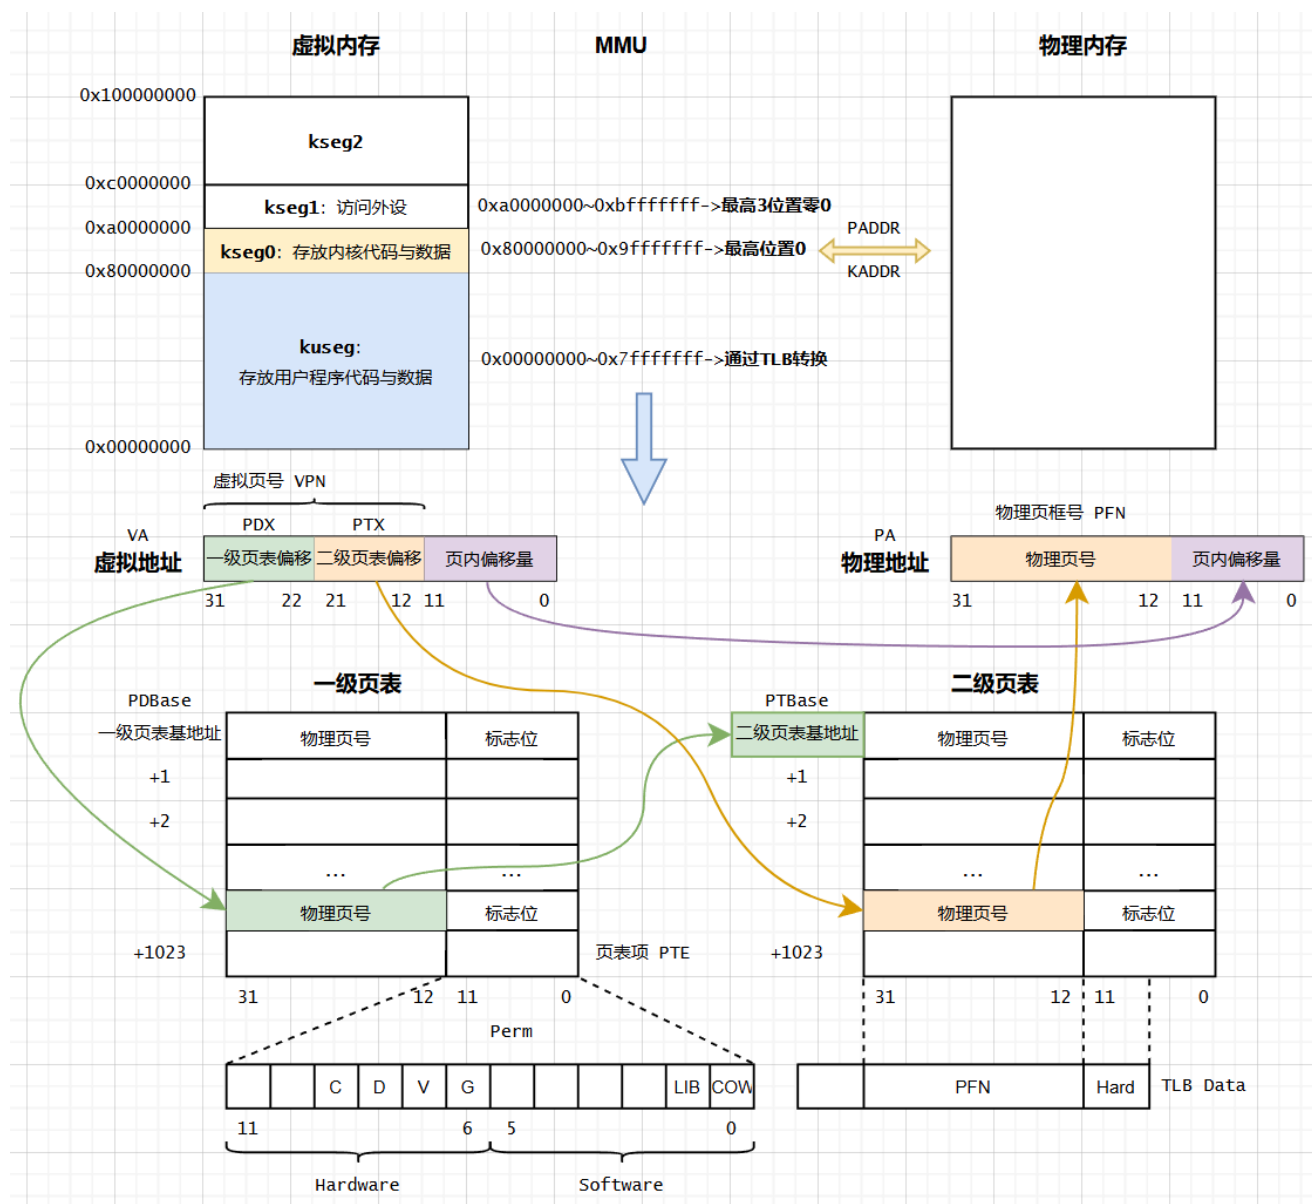 虚拟内存
MMU
物理内存
0x100000000
kseg2
0xc0000000
kseg1: 访问外设
0xa0000000~0xbfffffff->最高3位置零0
0xa0000000
PADDR
kseg0: 存放内核代码与数据
0x80000000~0x9fffffff->最高位置0
0x80000000
KADDR
kuseg:
存放用户程序代码与数据
0x00000000~0x7fffffff->通过TLB转换
0x00000000
虚拟页号 VPN
物理页框号 PFN
PDX
PTX
VA
虚拟地址
一级页表偏移
二级页表偏移
页内偏移量
PA
物理地址
物理页号
页内偏移量
31
22
21
12
11
0
31
12
11
0
一级页表
二级页表
PDBase
一级页表基地址
物理页号
标志位
PTBase
二级页表基地址
物理页号
标志位
+1
+1
+2
+2
...
...
...
...
物理页号
标志位
物理页号
标志位
+1023
页表项 PTE
+1023
31
12
11
0
31
12
11
0
Perm
C
D
V
G
LIB
COW
PFN
Hard
TLB Data
11
6
5
0
Hardware
Software